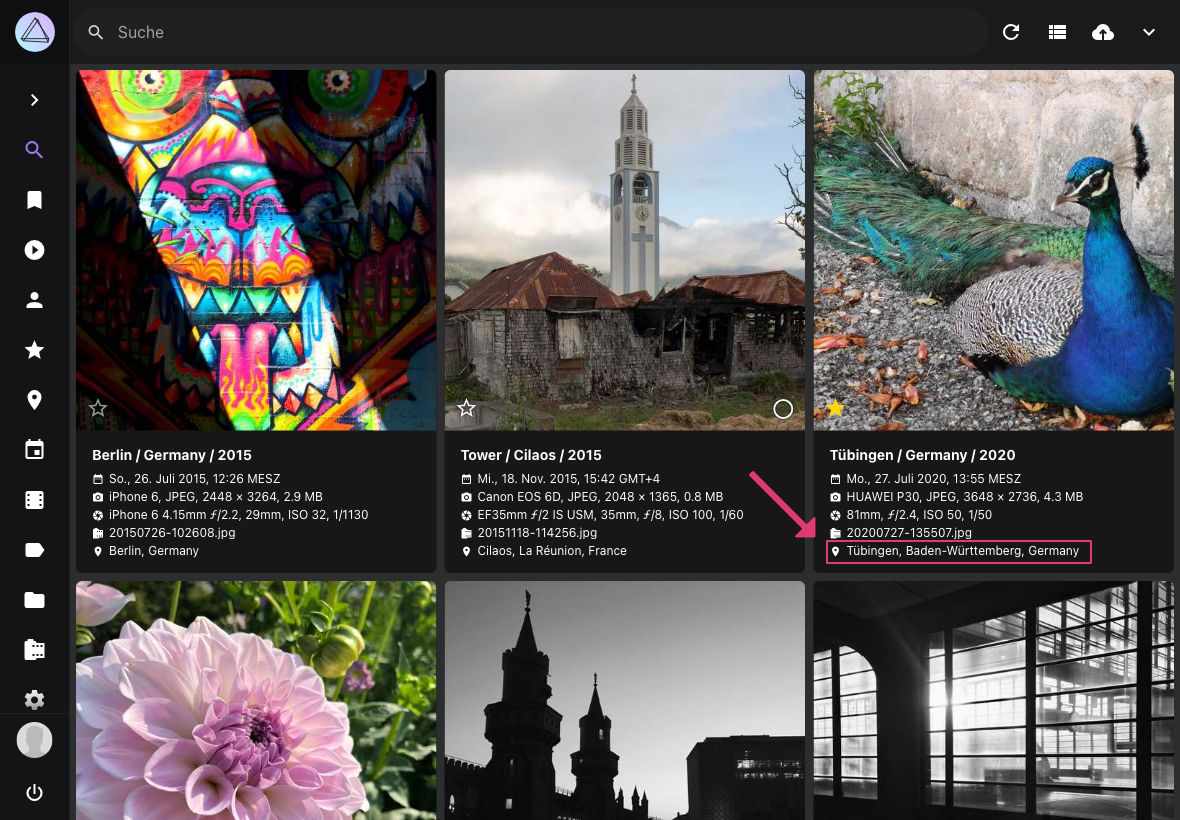 Suche
Berlin / Germany / 2015
So., 26. Juli 2015, 12:26 MESZ
iPhone 6, JPEG, 2448 × 3264, 2.9 MB
iPhone 6 4.15mm ƒ/2.2, 29mm, ISO 32, 1/1130
20150726-102608.jpg
Berlin, Germany
Tower / Cilaos / 2015
Mi., 18. Nov. 2015, 15:42 GMT+4
Canon EOS 6D, JPEG, 2048 × 1365, 0.8 MB
EF35mm ƒ/2 IS USM, 35mm, ƒ/8, ISO 100, 1/60
20151118-114256.jpg
Cilaos, La Réunion, France
Tübingen / Germany / 2020
Mo., 27. Juli 2020, 13:55 MESZ
HUAWEI P30, JPEG, 3648 × 2736, 4.3 MB
81mm, ƒ/2.4, ISO 50, 1/50
20200727-135507.jpg
Tübingen, Baden-Württemberg, Germany